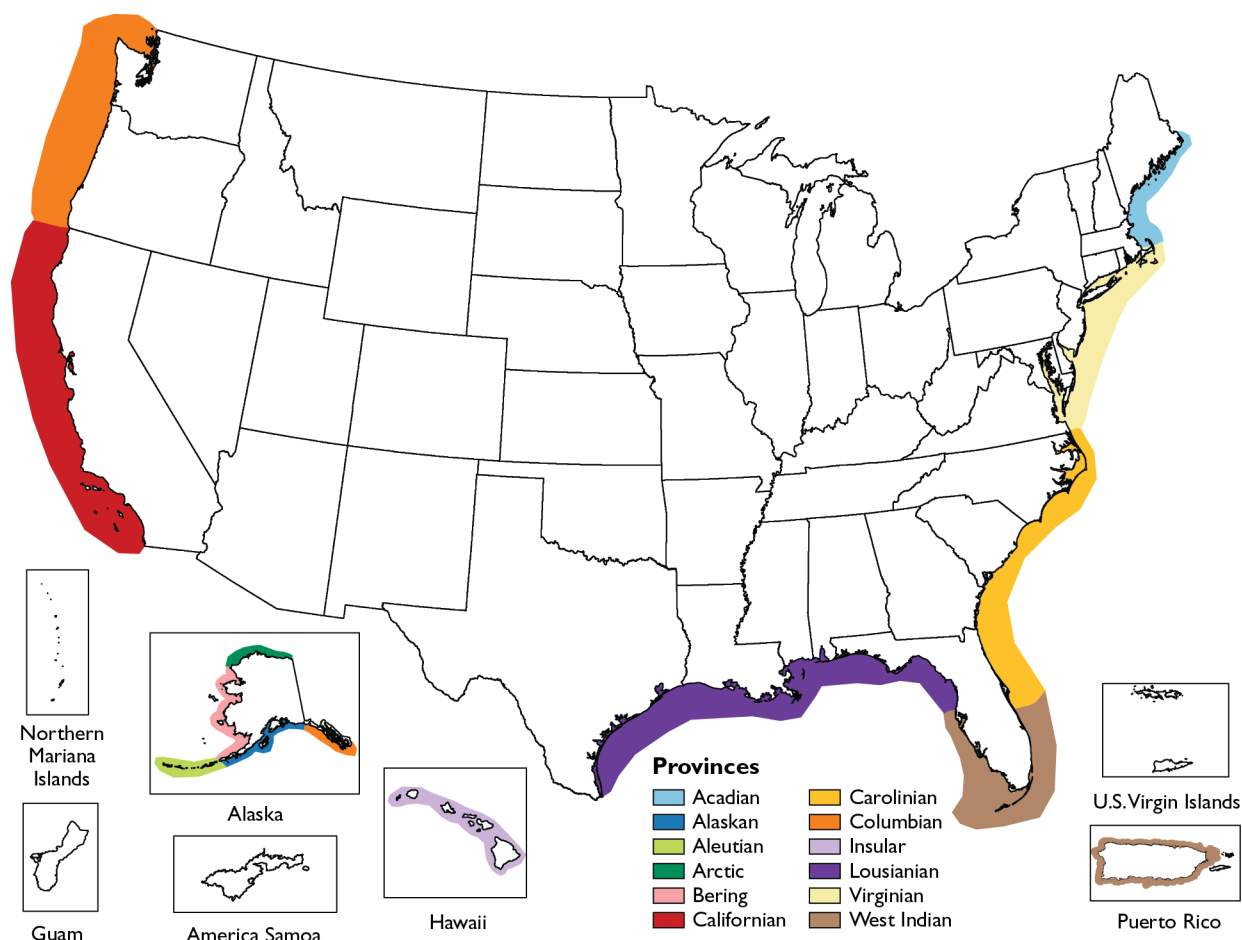 Northern
Mariana
Islands
Guam
Alaska
America Samoa
Hawaii
Provinces
Acadian
Alaskan
Aleutian
Arctic
Bering
Californian
Carolinian
Columbian
Insular
Lousianian
Virginian
West Indian
U.S.Virgin Islands
Puerto Rico